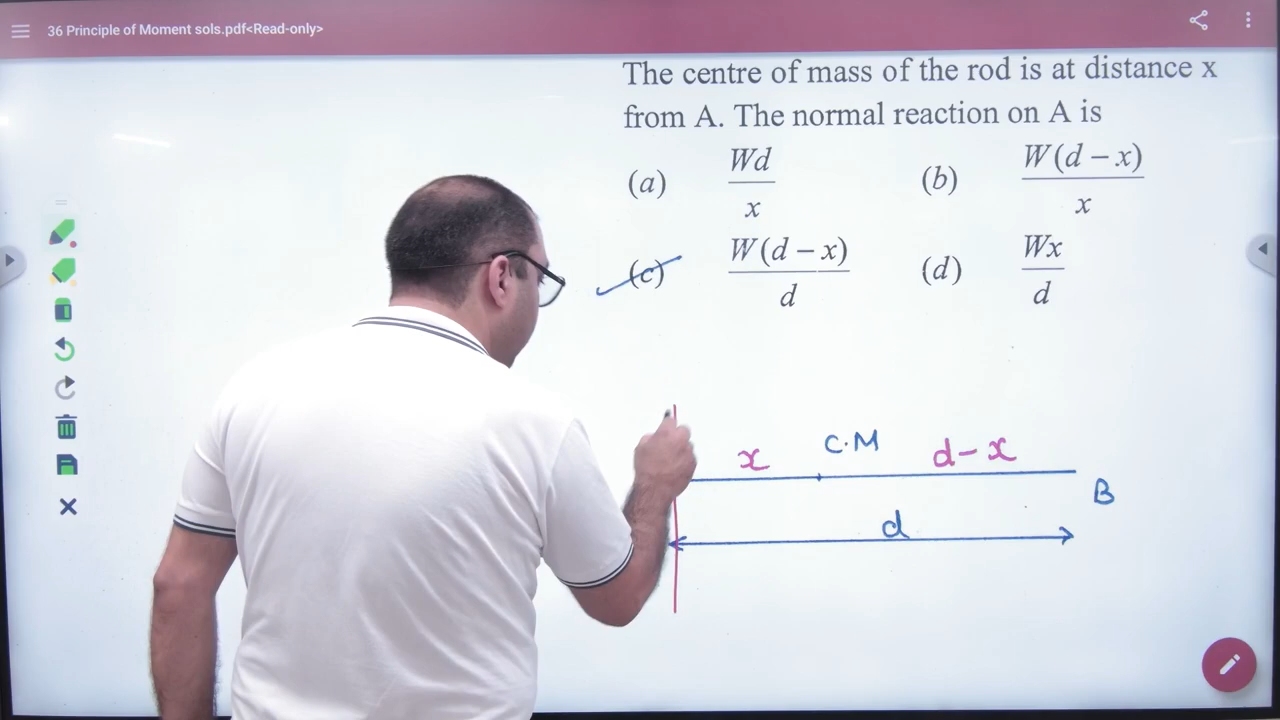 36 Principle of Moment sols.pdf<Read-only>
The centre of mass of the rod is at distance x
from A. The normal reaction on A is
(a) Wd/x (b) W(d – x)/x
(c) W(d – x)/d (d) Wx/d
x C.M d-x
B
d